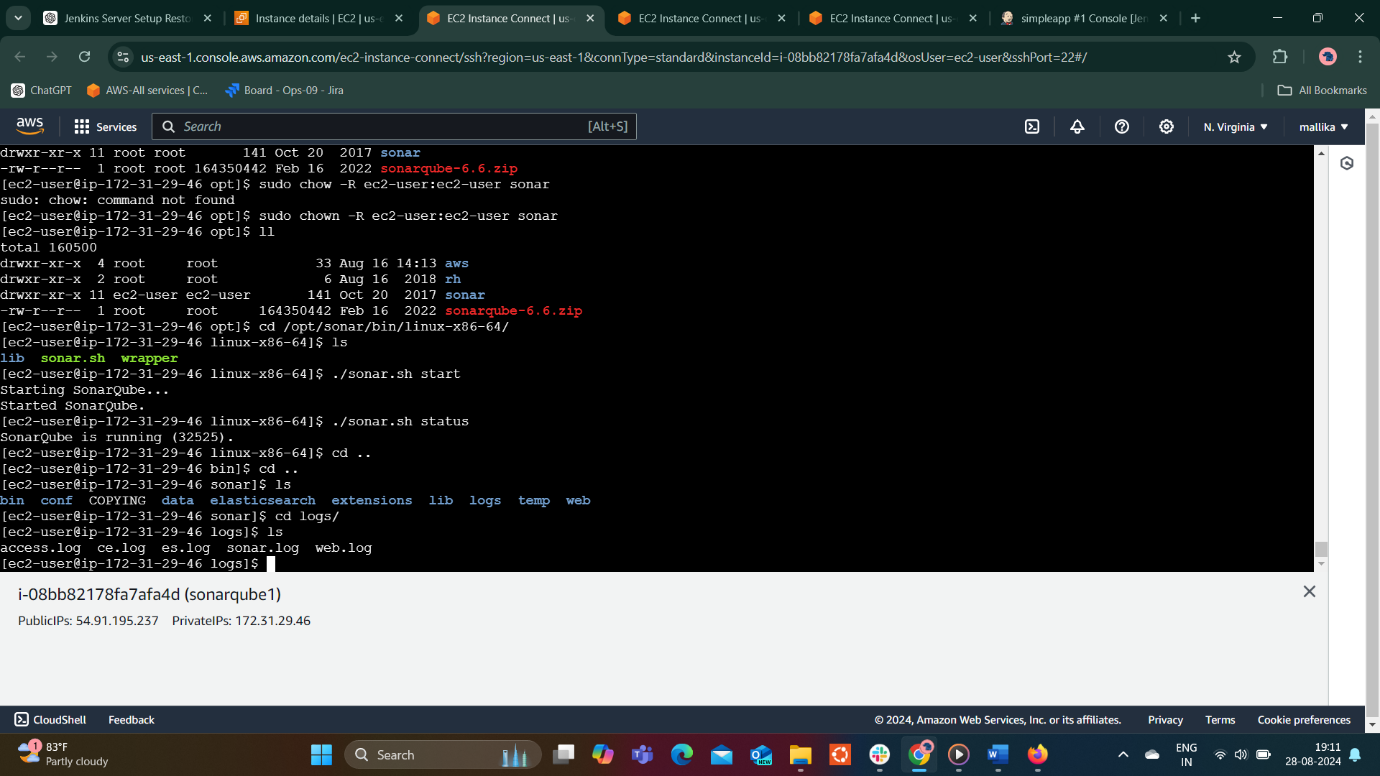 Jenkins Server Setup Resto
Instance details | EC2 | us-e
EC2 Instance Connect | us-
EC2 Instance Connect | us-
EC2 Instance Connect | us-
simpleapp #1 Console [Jen
us-east-1.console.aws.amazon.com/ec2-instance-connect/ssh?region=us-east-1&connType=standard&instanceId=i-08bb82178fa7afa4d&osUser=ec2-user&sshPort=22#/
ChatGPT
AWS-All services | C...
Board - Ops-09 - Jira
All Bookmarks
aws
Services
Search
[Alt+S]
N. Virginia
mallika
drwxr-xr-x 11 root root       141 Oct 20  2017 sonar
-rw-r--r--  1 root root 164350442 Feb 16  2022 sonarqube-6.6.zip
[ec2-user@ip-172-31-29-46 opt]$ sudo chow -R ec2-user:ec2-user sonar
sudo: chow: command not found
[ec2-user@ip-172-31-29-46 opt]$ sudo chown -R ec2-user:ec2-user sonar
[ec2-user@ip-172-31-29-46 opt]$ ll
total 160500
drwxr-xr-x  4 root     root            33 Aug 16 14:13 aws
drwxr-xr-x  2 root     root             6 Aug 16  2018 rh
drwxr-xr-x 11 ec2-user ec2-user       141 Oct 20  2017 sonar
-rw-r--r--  1 root     root     164350442 Feb 16  2022 sonarqube-6.6.zip
[ec2-user@ip-172-31-29-46 opt]$ cd /opt/sonar/bin/linux-x86-64/
[ec2-user@ip-172-31-29-46 linux-x86-64]$ ls
lib  sonar.sh  wrapper
[ec2-user@ip-172-31-29-46 linux-x86-64]$ ./sonar.sh start
Starting SonarQube...
Started SonarQube.
[ec2-user@ip-172-31-29-46 linux-x86-64]$ ./sonar.sh status
SonarQube is running (32525).
[ec2-user@ip-172-31-29-46 linux-x86-64]$ cd ..
[ec2-user@ip-172-31-29-46 bin]$ cd ..
[ec2-user@ip-172-31-29-46 sonar]$ ls
bin  conf  COPYING  data  elasticsearch  extensions  lib  logs  temp  web
[ec2-user@ip-172-31-29-46 sonar]$ cd logs/
[ec2-user@ip-172-31-29-46 logs]$ ls
access.log  ce.log  es.log  sonar.log  web.log
[ec2-user@ip-172-31-29-46 logs]$
i-08bb82178fa7afa4d (sonarqube1)
PublicIPs: 54.91.195.237   PrivateIPs: 172.31.29.46
CloudShell
Feedback
© 2024, Amazon Web Services, Inc. or its affiliates.
Privacy
Terms
Cookie preferences
1
83°F
Partly cloudy
Search
NEW
ENG
IN
19:11
28-08-2024